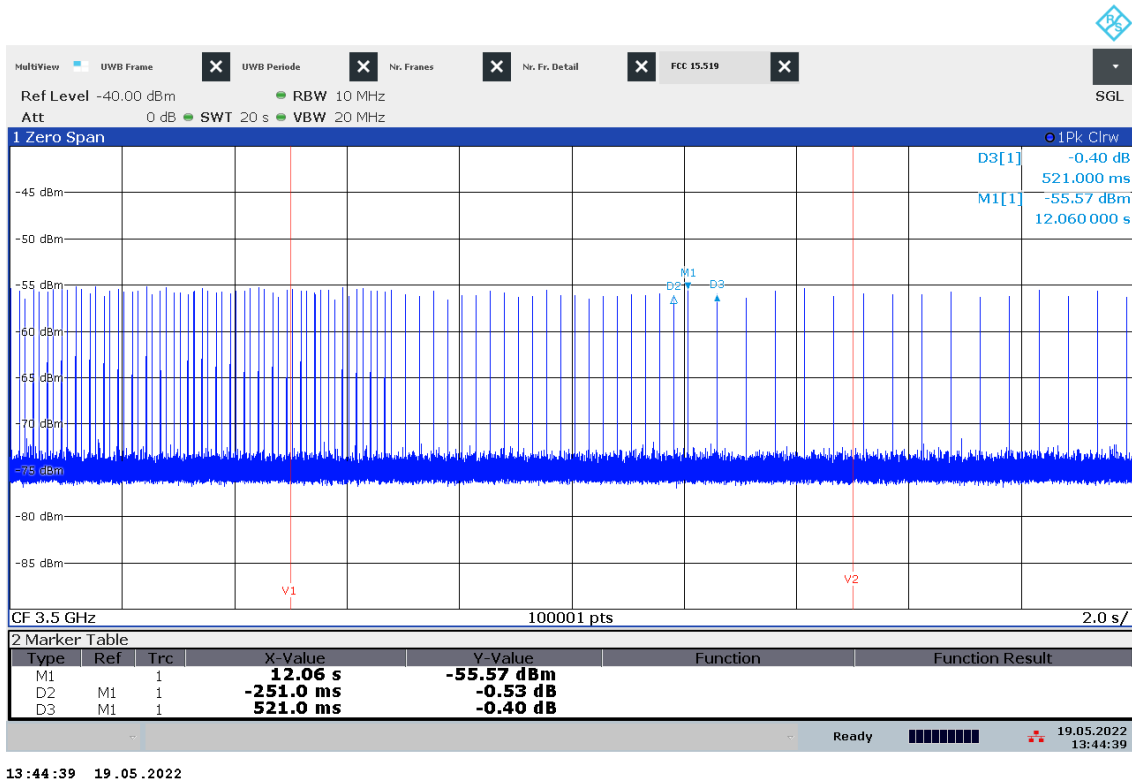 R&S
MultiView UWB Frame UWB Periode Nr. Franes Nr. Fr. Detail FCC 15.519
Ref Level -40.00 dBm RBW 10 MHz SGL
Att 0 dB SWT 20 s VBW 20 MHz
1 Zero Span 1Pk Clrw
D3[1] -0.40 dB
521.000 ms
M1[1] -55.57 dBm
12.060000 s
-45 dBm
-50 dBm
M1
-55 dBm D2 D3
-60 dBm
-65 dBm
-70 dBm
-75 dBm
-80 dBm
-85 dBm
V1 V2
CF 3.5 GHz 100001 pts 2.0 s/
2 Marker Table
Type Ref Trc X-Value Y-Value Function Function Result
M1 1 12.06 s -55.57 dBm
D2 M1 1 -251.0 ms -0.53 dB
D3 M1 1 521.0 ms -0.40 dB
Ready 19.05.2022
13:44:39
13:44:39 19.05.2022